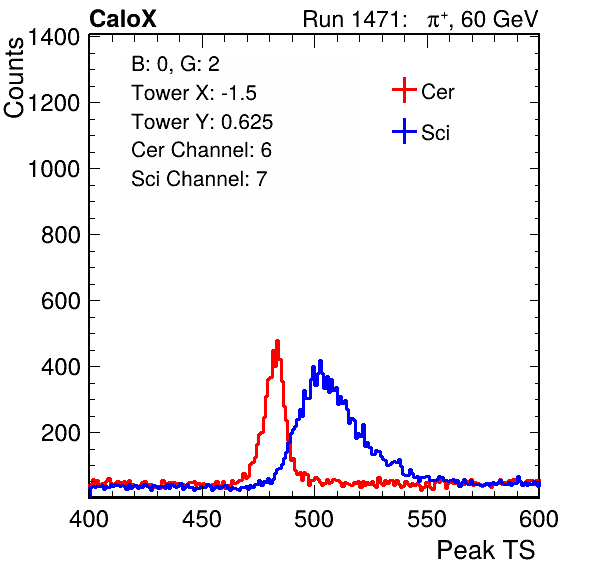 CaloX Run 1471: π+, 60 GeV
B: 0, G: 2
Tower X: -1.5
Tower Y: 0.625
Cer Channel: 6
Sci Channel: 7
Cer
Sci
Counts
1400
1200
1000
800
600
400
200
400 450 500 550 600
Peak TS